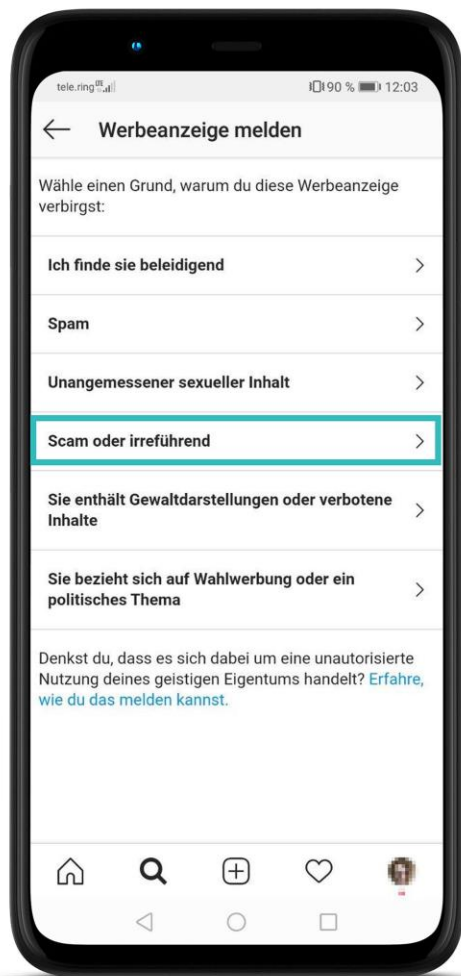 tele.ring LTE 90 % 12:03
Werbeanzeige melden
Wähle einen Grund, warum du diese Werbeanzeige
verbirgst:
Ich finde sie beleidigend
Spam
Unangemessener sexueller Inhalt
Scam oder irreführend
Sie enthält Gewaltdarstellungen oder verbotene
Inhalte
Sie bezieht sich auf Wahlwerbung oder ein
politisches Thema
Denkst du, dass es sich dabei um eine unautorisierte
Nutzung deines geistigen Eigentums handelt? Erfahre,
wie du das melden kannst.